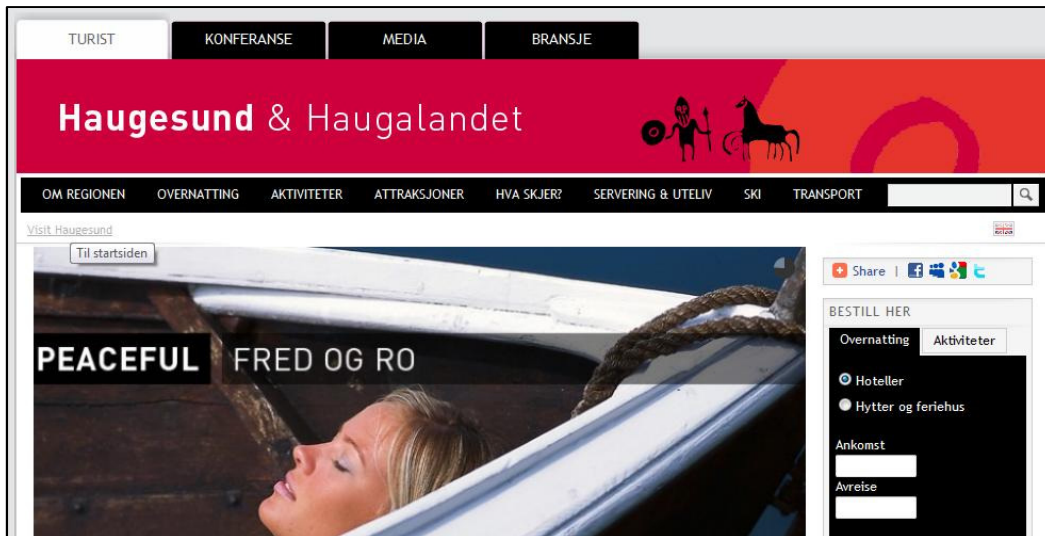 TURIST KONFERANSE MEDIA BRANSJE
Haugesund & Haugalandet
OM REGIONEN OVERNATTING AKTIVITETER ATTRAKSJONER HVA SKJER? SERVERING & UTELIV SKI TRANSPORT
Visit Haugesund
Til startsiden
Share
BESTILL HER
Overnatting Aktiviteter
PEACEFUL FRED OG RO
Hoteller
Hytter og feriehus
Ankomst
Avreise